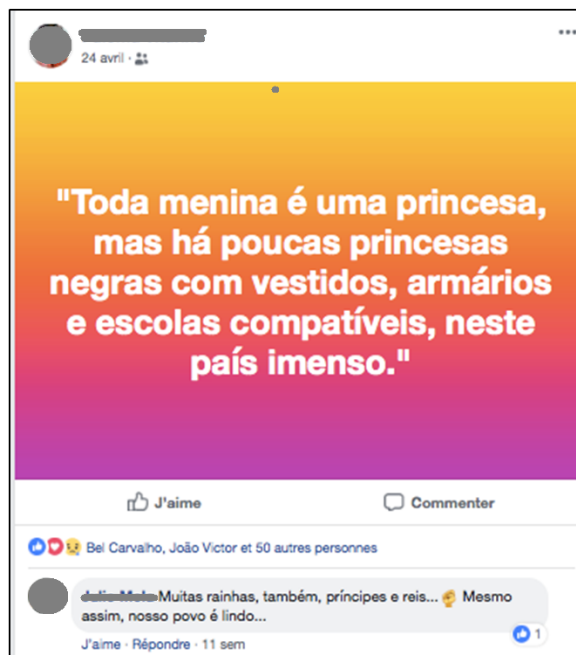 24 avril ·
"Toda menina é uma princesa,
mas há poucas princesas
negras com vestidos, armários
e escolas compatíveis, neste
país imenso."
J'aime Commenter
Bel Carvalho, João Victor et 50 autres personnes
Muitas rainhas, também, príncipes e reis... Mesmo
assim, nosso povo é lindo...
J'aime · Répondre · 11 sem 1